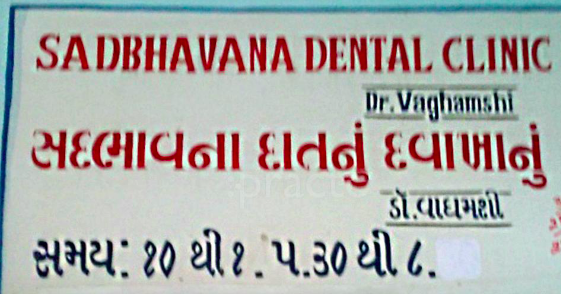 SADBHAVANA DENTAL CLINIC
Dr.Vaghamshi
સદભાવના દાતનું દવાખાનું
ડૉ.વાઘમશી
સમય: ૧૦ થી ૧. ૫.૩૦ થી ૮.